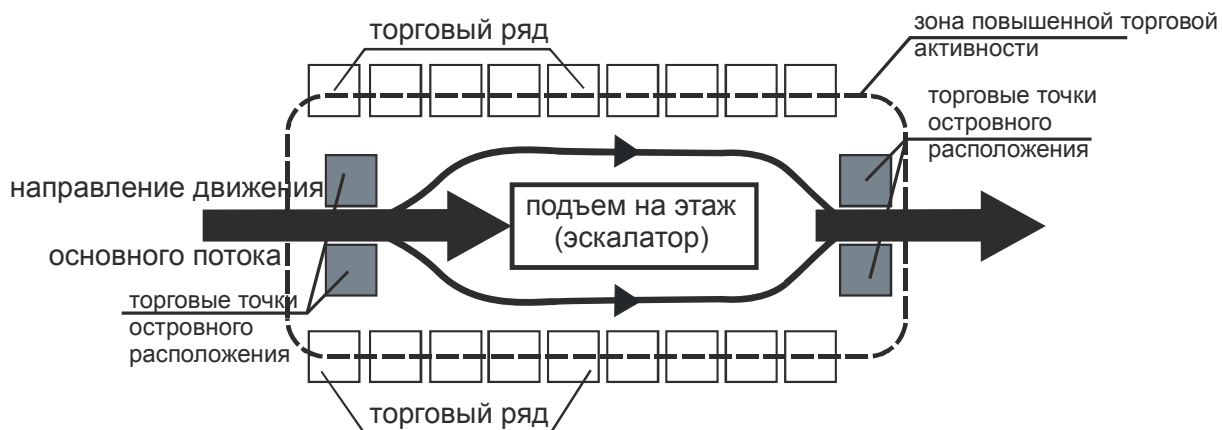 торговый ряд
зона повышенной торговой
активности
торговые точки
островного
расположения
направление движения
подъем на этаж
(эскалатор)
основного потока
торговые точки
островного
расположения
торговый ряд